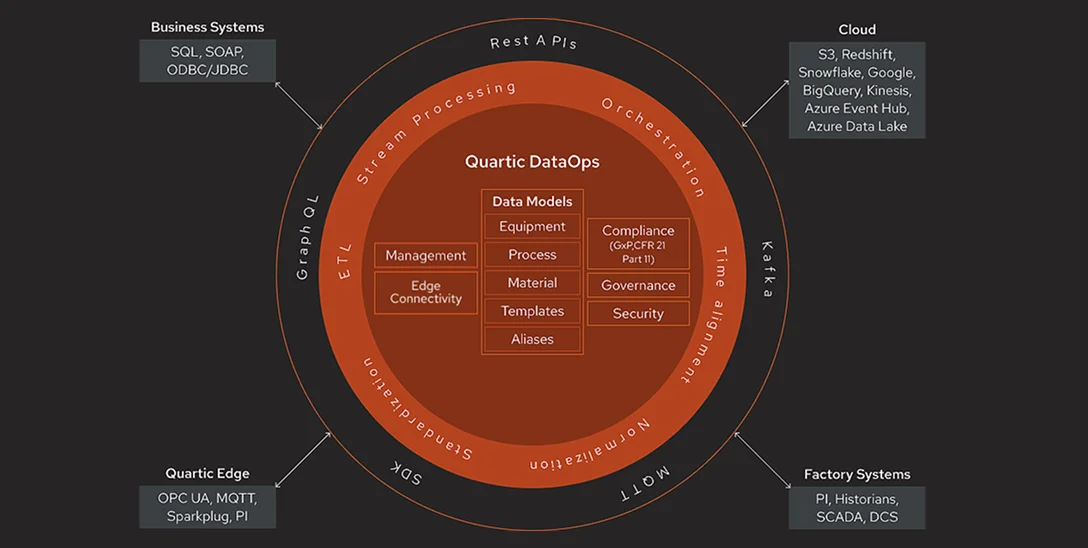 Business Systems
SQL, SOAP,
ODBC/JDBC
Rest APIs
Cloud
S3, Redshift,
Snowflake, Google,
BigQuery, Kinesis,
Azure Event Hub,
Azure Data Lake
Stream Processing
Orchestration
GraphQL
ETL
Time alignment
Kafka
Quartic DataOps
Management
Edge
Connectivity
Data Models
Equipment
Process
Material
Templates
Aliases
Compliance
(GxP,CFR 21
Part 11)
Governance
Security
Standardization
Normalization
SDK
MQTT
Quartic Edge
OPC UA, MQTT,
Sparkplug, PI
Factory Systems
PI, Historians,
SCADA, DCS